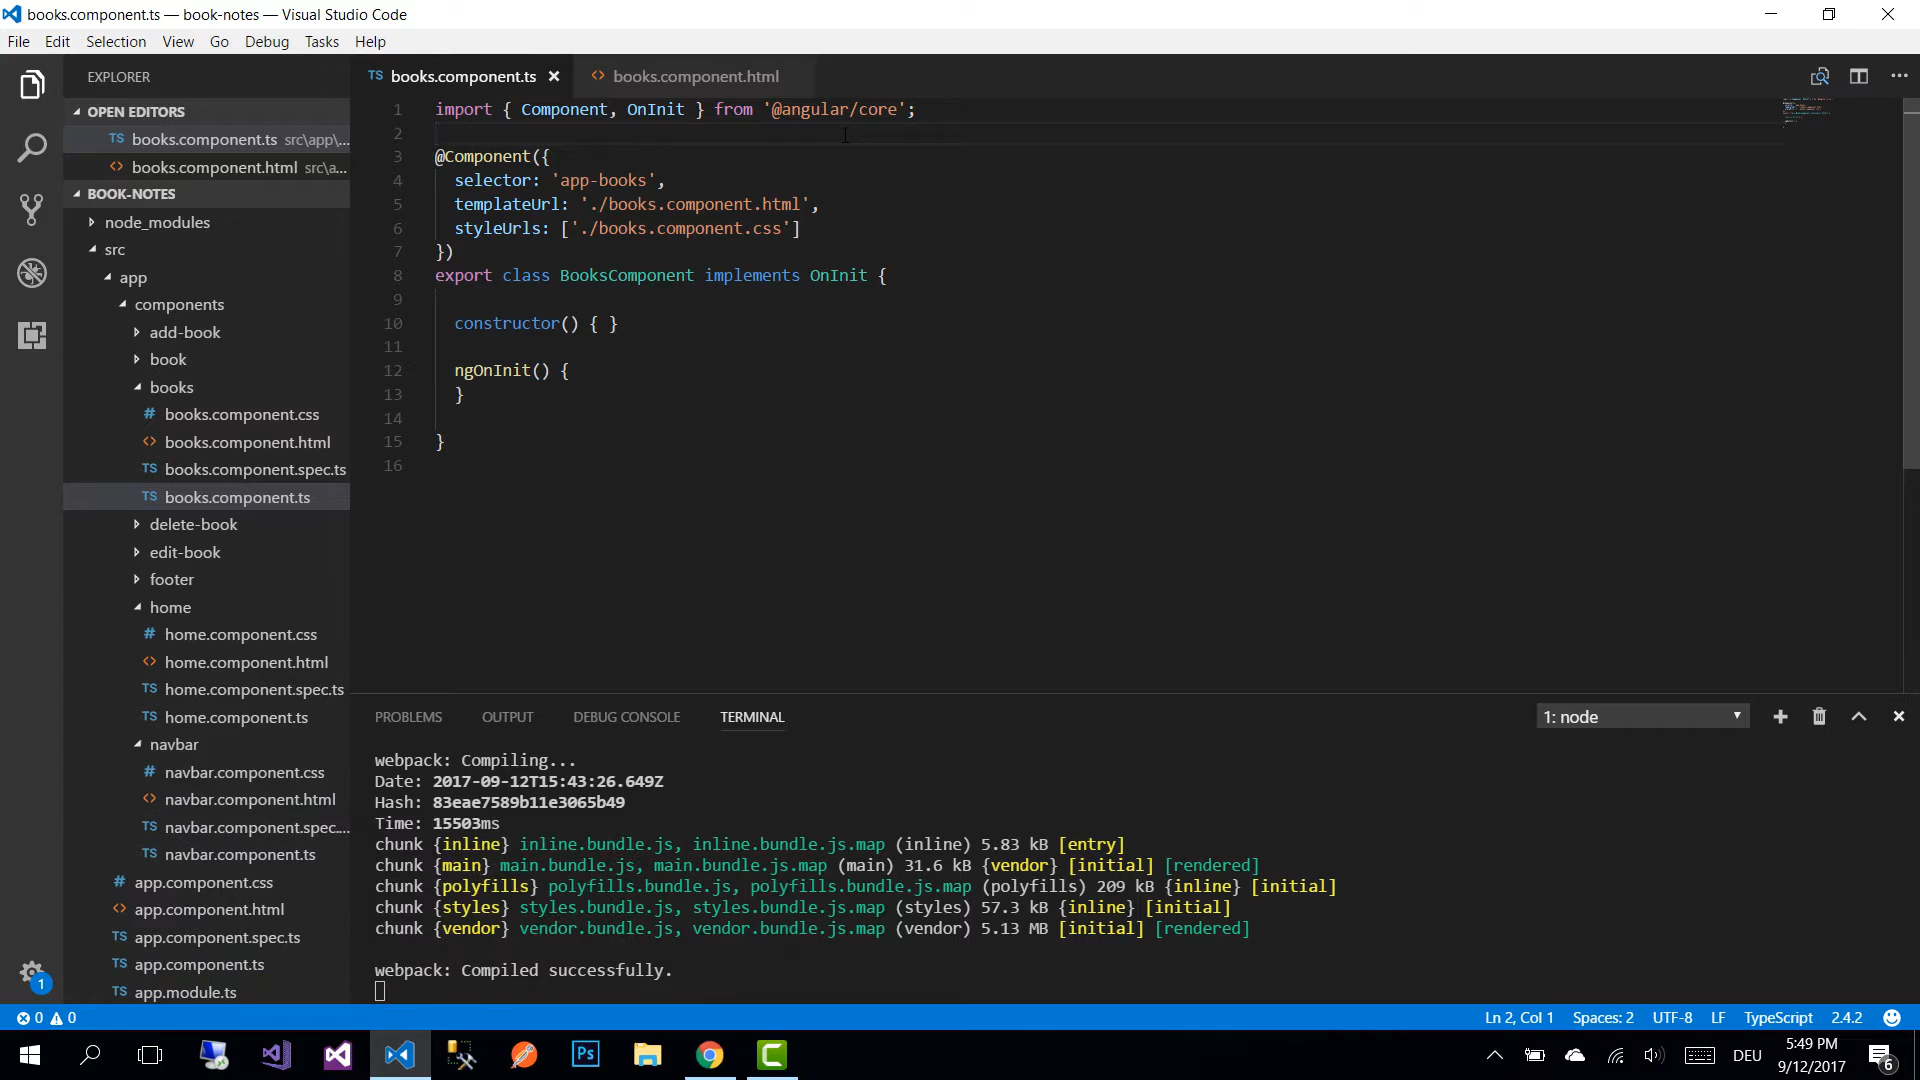 books.component.ts — book-notes — Visual Studio Code
File Edit Selection View Go Debug Tasks Help
EXPLORER
OPEN EDITORS
TS books.component.ts src\app\...
<> books.component.html src\a...
BOOK-NOTES
node_modules
src
app
components
add-book
book
books
# books.component.css
<> books.component.html
TS books.component.spec.ts
TS books.component.ts
delete-book
edit-book
footer
home
# home.component.css
<> home.component.html
TS home.component.spec.ts
TS home.component.ts
navbar
# navbar.component.css
<> navbar.component.html
TS navbar.component.spec....
TS navbar.component.ts
# app.component.css
<> app.component.html
TS app.component.spec.ts
TS app.component.ts
TS app.module.ts
1
TS books.component.ts
<> books.component.html
1 import { Component, OnInit } from '@angular/core';
2
3 @Component({
4 selector: 'app-books',
5 templateUrl: './books.component.html',
6 styleUrls: ['./books.component.css']
7 })
8 export class BooksComponent implements OnInit {
9
10 constructor() { }
11
12 ngOnInit() {
13 }
14
15 }
16
PROBLEMS OUTPUT DEBUG CONSOLE TERMINAL
1: node
webpack: Compiling...
Date: 2017-09-12T15:43:26.649Z
Hash: 83eae7589b11e3065b49
Time: 15503ms
chunk {inline} inline.bundle.js, inline.bundle.js.map (inline) 5.83 kB [entry]
chunk {main} main.bundle.js, main.bundle.js.map (main) 31.6 kB {vendor} [initial] [rendered]
chunk {polyfills} polyfills.bundle.js, polyfills.bundle.js.map (polyfills) 209 kB {inline} [initial]
chunk {styles} styles.bundle.js, styles.bundle.js.map (styles) 57.3 kB {inline} [initial]
chunk {vendor} vendor.bundle.js, vendor.bundle.js.map (vendor) 5.13 MB [initial] [rendered]
webpack: Compiled successfully.
0 0
Ln 2, Col 1 Spaces: 2 UTF-8 LF TypeScript 2.4.2
Ps
DEU
5:49 PM
9/12/2017
6